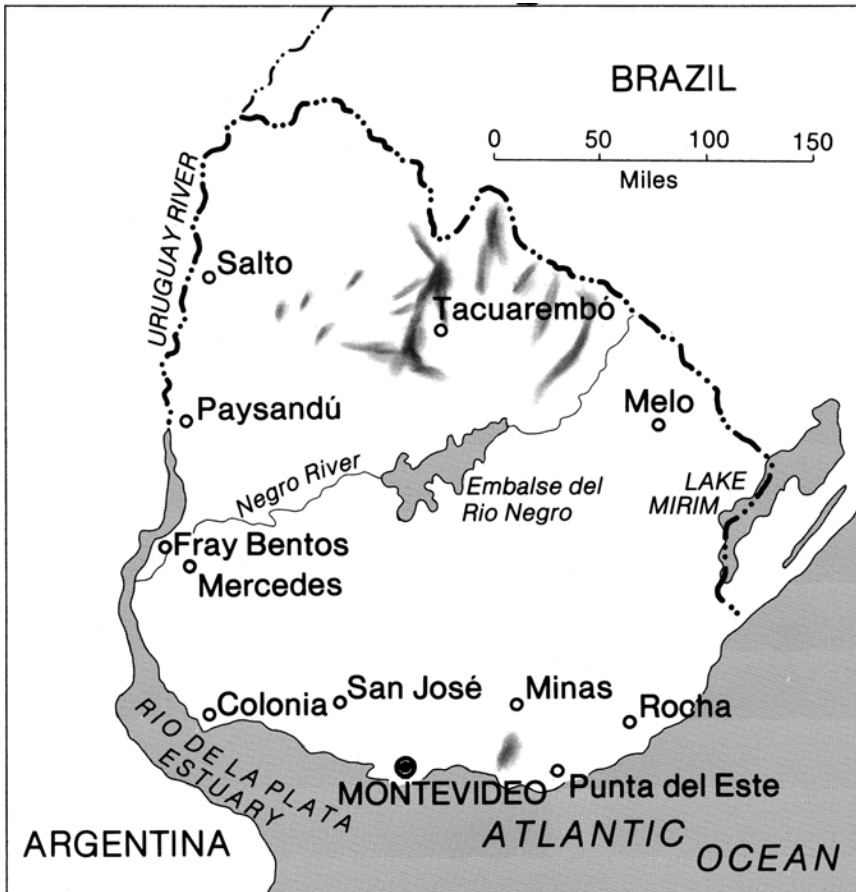 BRAZIL
0 50 100 150
Miles
URUGUAY RIVER
Salto
Tacuarembó
Paysandú
Melo
Negro River
Embalse del
Rio Negro
LAKE
MIRIM
Fray Bentos
Mercedes
Colonia
San José
Minas
Rocha
RIO DE LA PLATA
ESTUARY
MONTEVIDEO
Punta del Este
ARGENTINA
ATLANTIC
OCEAN